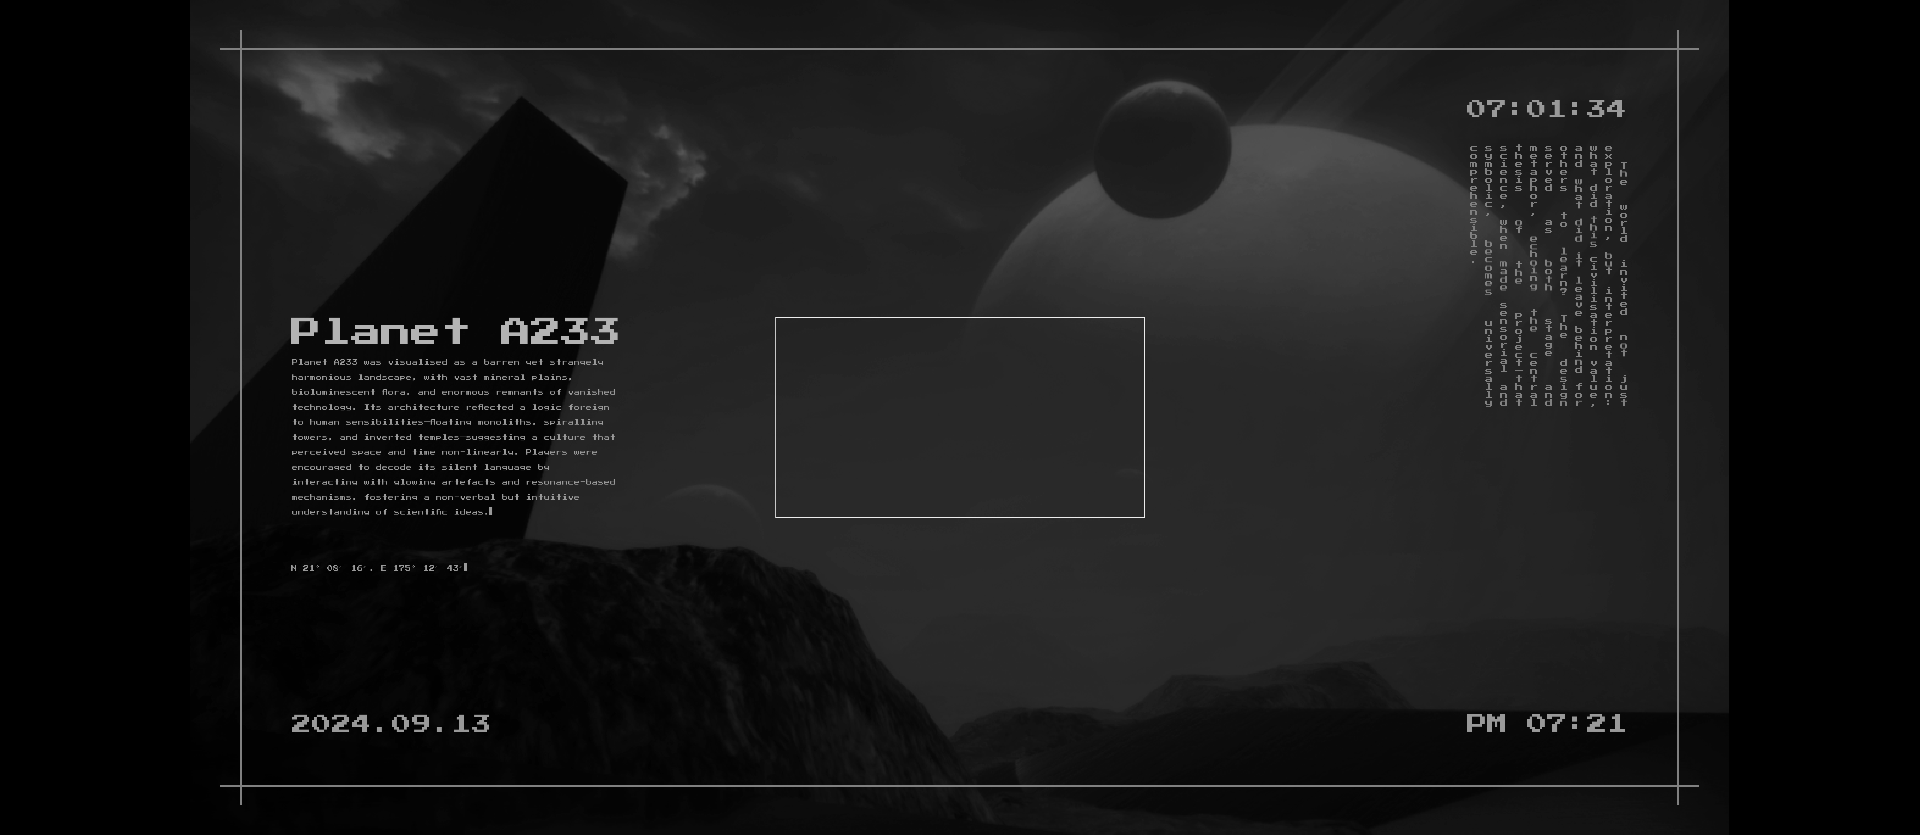 07:01:34
The world invited not just
exploration, but interpretation:
what did this civilisation value,
and what did it leave behind for
others to learn? The design
served as both stage and
metaphor, echoing the central
thesis of the project—that
science, when made sensorial and
symbolic, becomes universally
comprehensible.
Planet A233
Planet A233 was visualised as a barren yet strangely
harmonious landscape, with vast mineral plains,
bioluminescent flora, and enormous remnants of vanished
technology. Its architecture reflected a logic foreign
to human sensibilities—floating monoliths, spiralling
towers, and inverted temples suggesting a culture that
perceived space and time non-linearly. Players were
encouraged to decode its silent language by
interacting with glowing artefacts and resonance-based
mechanisms, fostering a non-verbal but intuitive
understanding of scientific ideas.
N 21° 08′ 16″, E 175° 12′ 43″
2024.09.13
PM 07:21